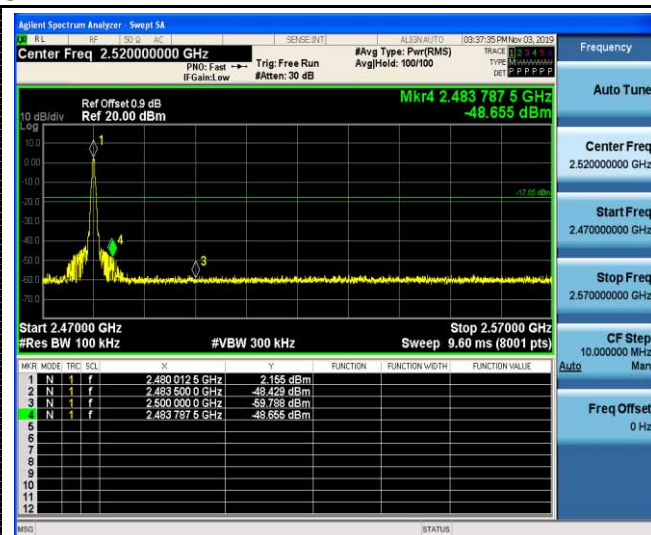 Agilent Spectrum Analyzer - Swept SA
RL RF 50 Ω AC SENSE:INT ALIGN AUTO 03:37:35 PM Nov 03, 2019
Center Freq 2.520000000 GHz #Avg Type: Pwr(RMS) TRACE 1 2 3 4 5 6
PNO: Fast Trig: Free Run Avg|Hold: 100/100 TYPE
IFGain:Low #Atten: 30 dB DET P P P P P P
Ref Offset 0.9 dB Mkr4 2.483 787 5 GHz
10 dB/div Ref 20.00 dBm -48.655 dBm
Log
10.0
0.00
-10.0
-17.85 dBm
-20.0
-30.0
-40.0
-50.0
-60.0
-70.0
1
4
3
Start 2.47000 GHz Stop 2.57000 GHz
#Res BW 100 kHz #VBW 300 kHz Sweep 9.60 ms (8001 pts)
MKR MODE TRC SCL X Y FUNCTION FUNCTION WIDTH FUNCTION VALUE
1 N 1 f 2.480 012 5 GHz 2.155 dBm
2 N 1 f 2.483 500 0 GHz -48.429 dBm
3 N 1 f 2.500 000 0 GHz -59.788 dBm
4 N 1 f 2.483 787 5 GHz -48.655 dBm
5
6
7
8
9
10
11
12
MSG STATUS
Frequency
Auto Tune
Center Freq
2.520000000 GHz
Start Freq
2.470000000 GHz
Stop Freq
2.570000000 GHz
CF Step
10.000000 MHz
Auto Man
Freq Offset
0 Hz